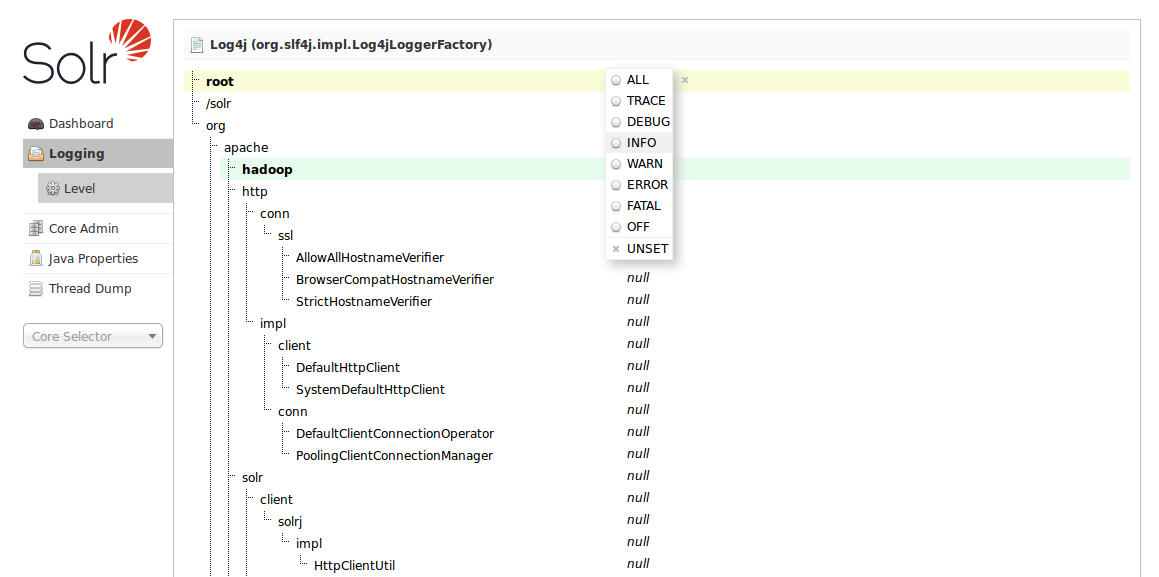 Solr
Log4j (org.slf4j.impl.Log4jLoggerFactory)
Dashboard
Logging
Level
Core Admin
Java Properties
Thread Dump
Core Selector
root
/solr
org
apache
hadoop
http
conn
ssl
AllowAllHostnameVerifier
BrowserCompatHostnameVerifier
StrictHostnameVerifier
impl
client
DefaultHttpClient
SystemDefaultHttpClient
conn
DefaultClientConnectionOperator
PoolingClientConnectionManager
solr
client
solrj
impl
HttpClientUtil
ALL
TRACE
DEBUG
INFO
WARN
ERROR
FATAL
OFF
UNSET
null
null
null
null
null
null
null
null
null
null
null
null
null
null